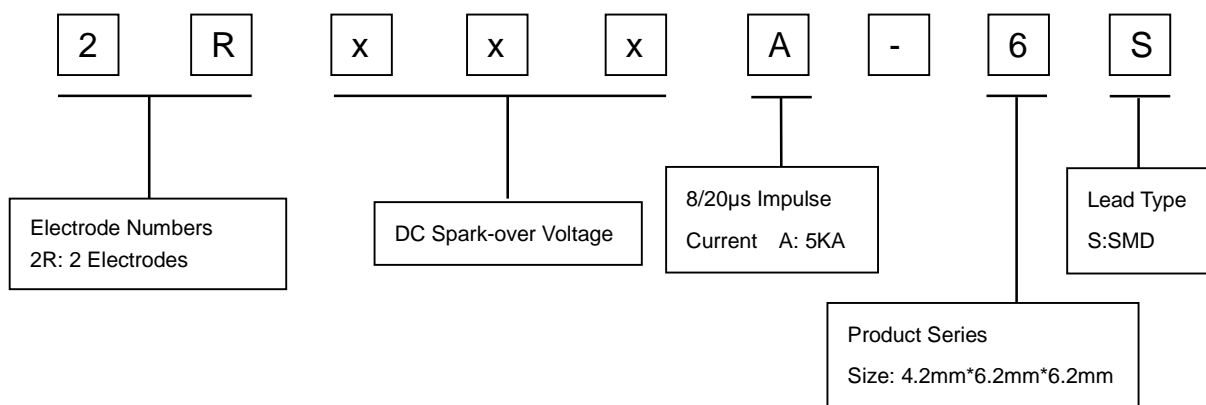 2 R x x x A - 6 S
Electrode Numbers
2R: 2 Electrodes
DC Spark-over Voltage
8/20μs Impulse
Current A: 5KA
Lead Type
S:SMD
Product Series
Size: 4.2mm*6.2mm*6.2mm